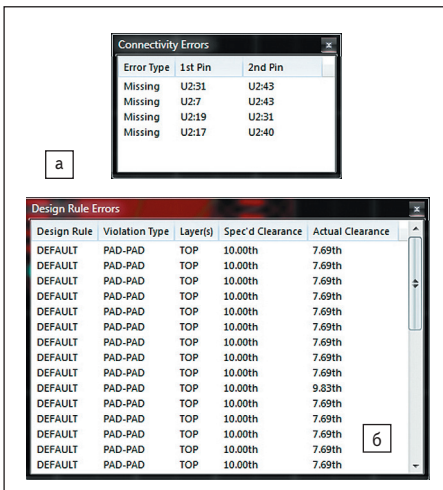 Connectivity Errors x
Error Type 1st Pin 2nd Pin
Missing U2:31 U2:43
Missing U2:7 U2:43
Missing U2:19 U2:31
Missing U2:17 U2:40
а
Design Rule Errors x
Design Rule Violation Type Layer(s) Spec'd Clearance Actual Clearance
DEFAULT PAD-PAD TOP 10.00th 7.69th
DEFAULT PAD-PAD TOP 10.00th 7.69th
DEFAULT PAD-PAD TOP 10.00th 7.69th
DEFAULT PAD-PAD TOP 10.00th 7.69th
DEFAULT PAD-PAD TOP 10.00th 7.69th
DEFAULT PAD-PAD TOP 10.00th 7.69th
DEFAULT PAD-PAD TOP 10.00th 7.69th
DEFAULT PAD-PAD TOP 10.00th 7.69th
DEFAULT PAD-PAD TOP 10.00th 7.69th
DEFAULT PAD-PAD TOP 10.00th 9.83th
DEFAULT PAD-PAD TOP 10.00th 7.69th
DEFAULT PAD-PAD TOP 10.00th 7.69th
DEFAULT PAD-PAD TOP 10.00th 7.69th
DEFAULT PAD-PAD TOP 10.00th 7.69th
DEFAULT PAD-PAD TOP 10.00th 7.69th
б